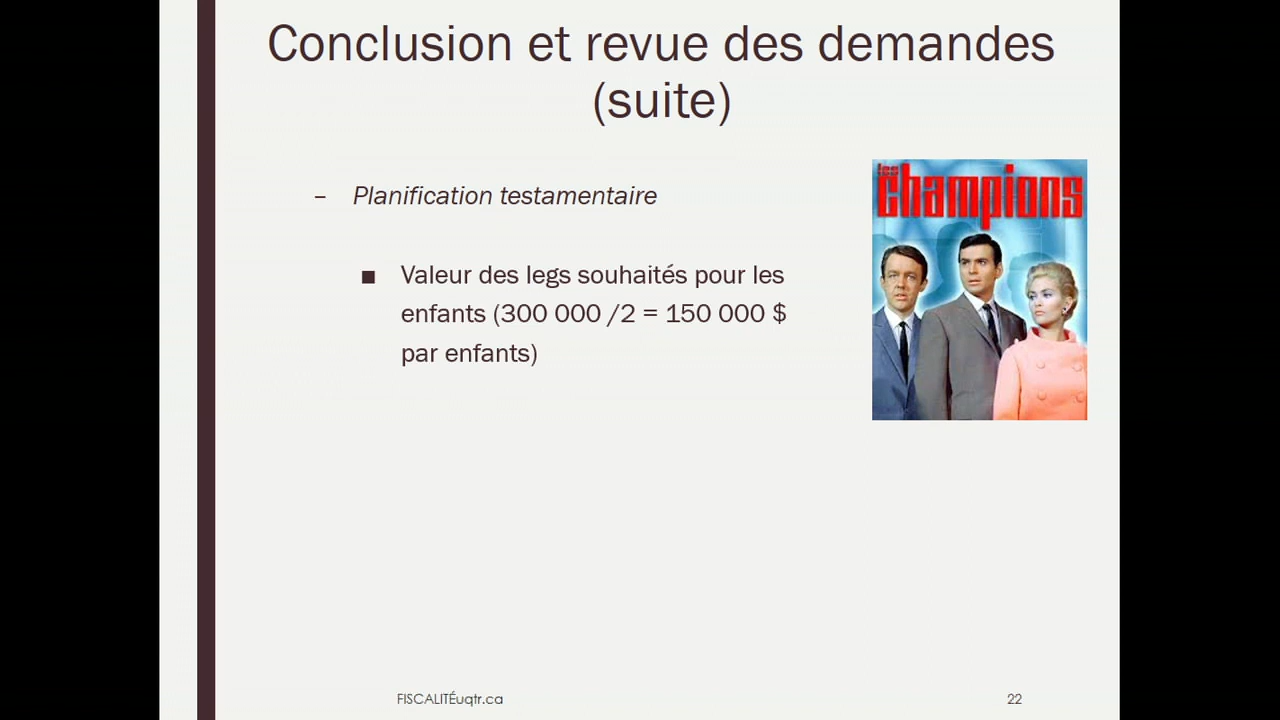 Conclusion et revue des demandes
(suite)
– Planification testamentaire
■ Valeur des legs souhaités pour les
enfants (300 000 /2 = 150 000 $
par enfants)
les
Champions
FISCALITÉuqtr.ca
22